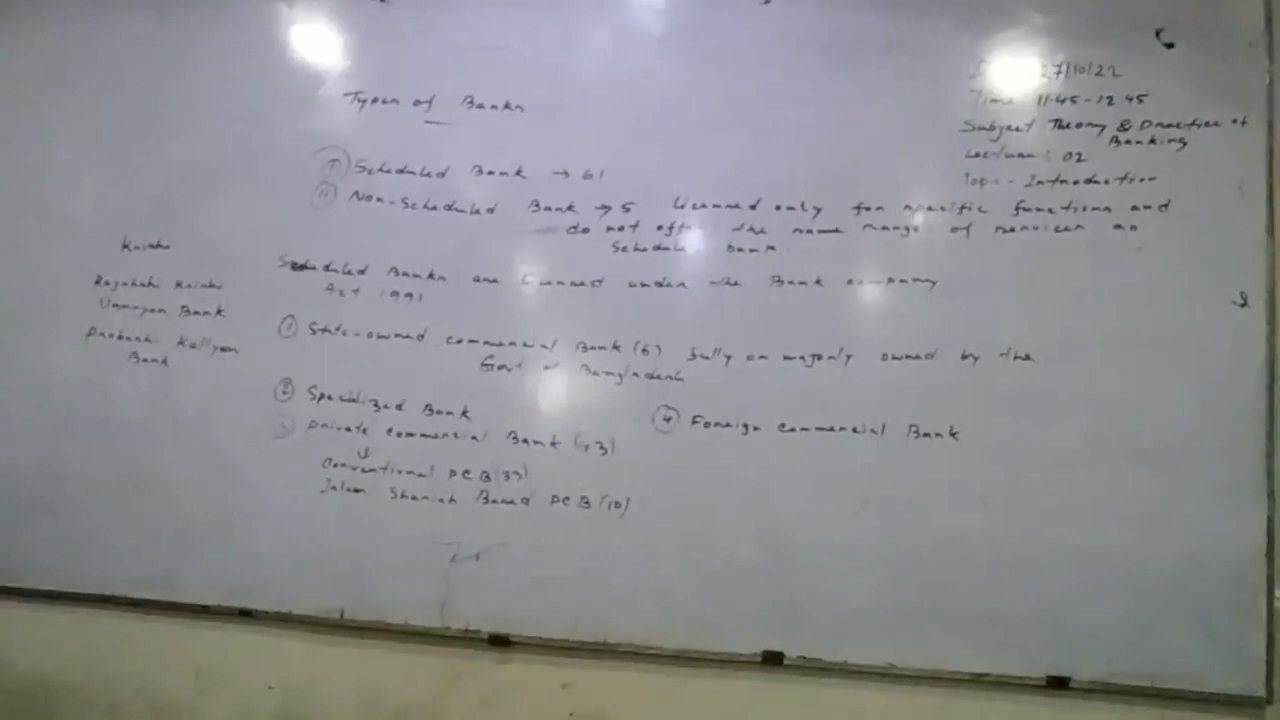 Types of Banks
(I) Scheduled Bank → 61
(II) Non-Scheduled Bank → 5 Licensed only for specific functions and
do not offer the same range of services as
Scheduled bank.
Scheduled Banks are licensed under the Bank company
Act 1991
(1) State-owned commercial Bank (6) fully or majorly owned by the
Govt of Bangladesh
(2) Specialized Bank
(3) Private commercial Bank (43)
↓
Conventional PCB (33)
Islam Shariah Based PCB (10)
(4) Foreign commercial Bank
Krishi
Rajshahi Krishi
Unnayan Bank
Probashi Kallyan
Bank
27/10/22
Time 11.45-12.45
Subject Theory & Practice of
Banking
Lecture: 02
Topic - Introduction